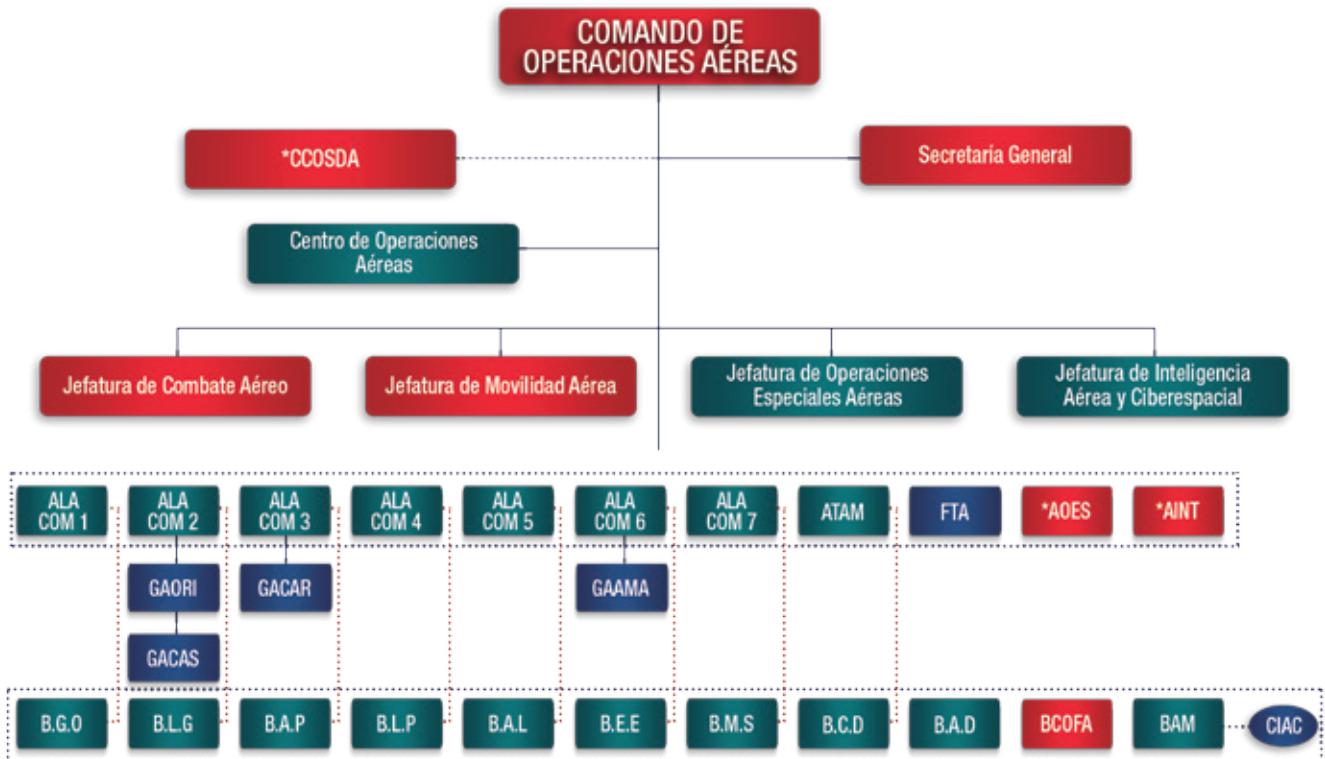 COMANDO DE
OPERACIONES AÉREAS
*CCOSDA
Secretaría General
Centro de Operaciones
Aéreas
Jefatura de Combate Aéreo
Jefatura de Movilidad Aérea
Jefatura de Operaciones
Especiales Aéreas
Jefatura de Inteligencia
Aérea y Ciberespacial
ALA
COM 1
ALA
COM 2
ALA
COM 3
ALA
COM 4
ALA
COM 5
ALA
COM 6
ALA
COM 7
ATAM
FTA
*AOES
*AINT
GAORI
GACAR
GAAMA
GACAS
B.G.O
B.L.G
B.A.P
B.L.P
B.A.L
B.E.E
B.M.S
B.C.D
B.A.D
BCOFA
BAM
CIAC